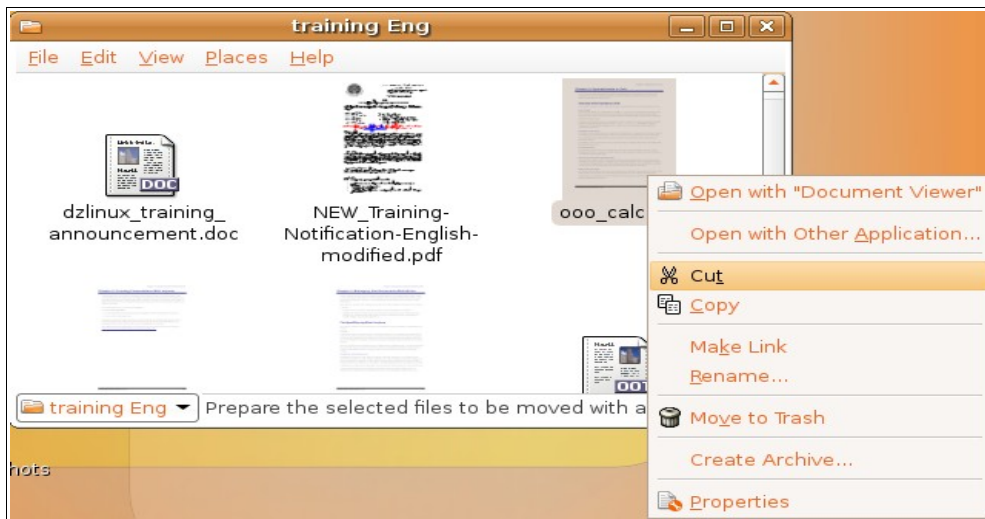 training Eng
File Edit View Places Help
dzlinux_training_
announcement.doc
NEW_Training-
Notification-English-
modified.pdf
ooo_calc
DOC
Open with "Document Viewer"
Open with Other Application...
Cut
Copy
Make Link
Rename...
Move to Trash
Create Archive...
Properties
training Eng Prepare the selected files to be moved with a
hots